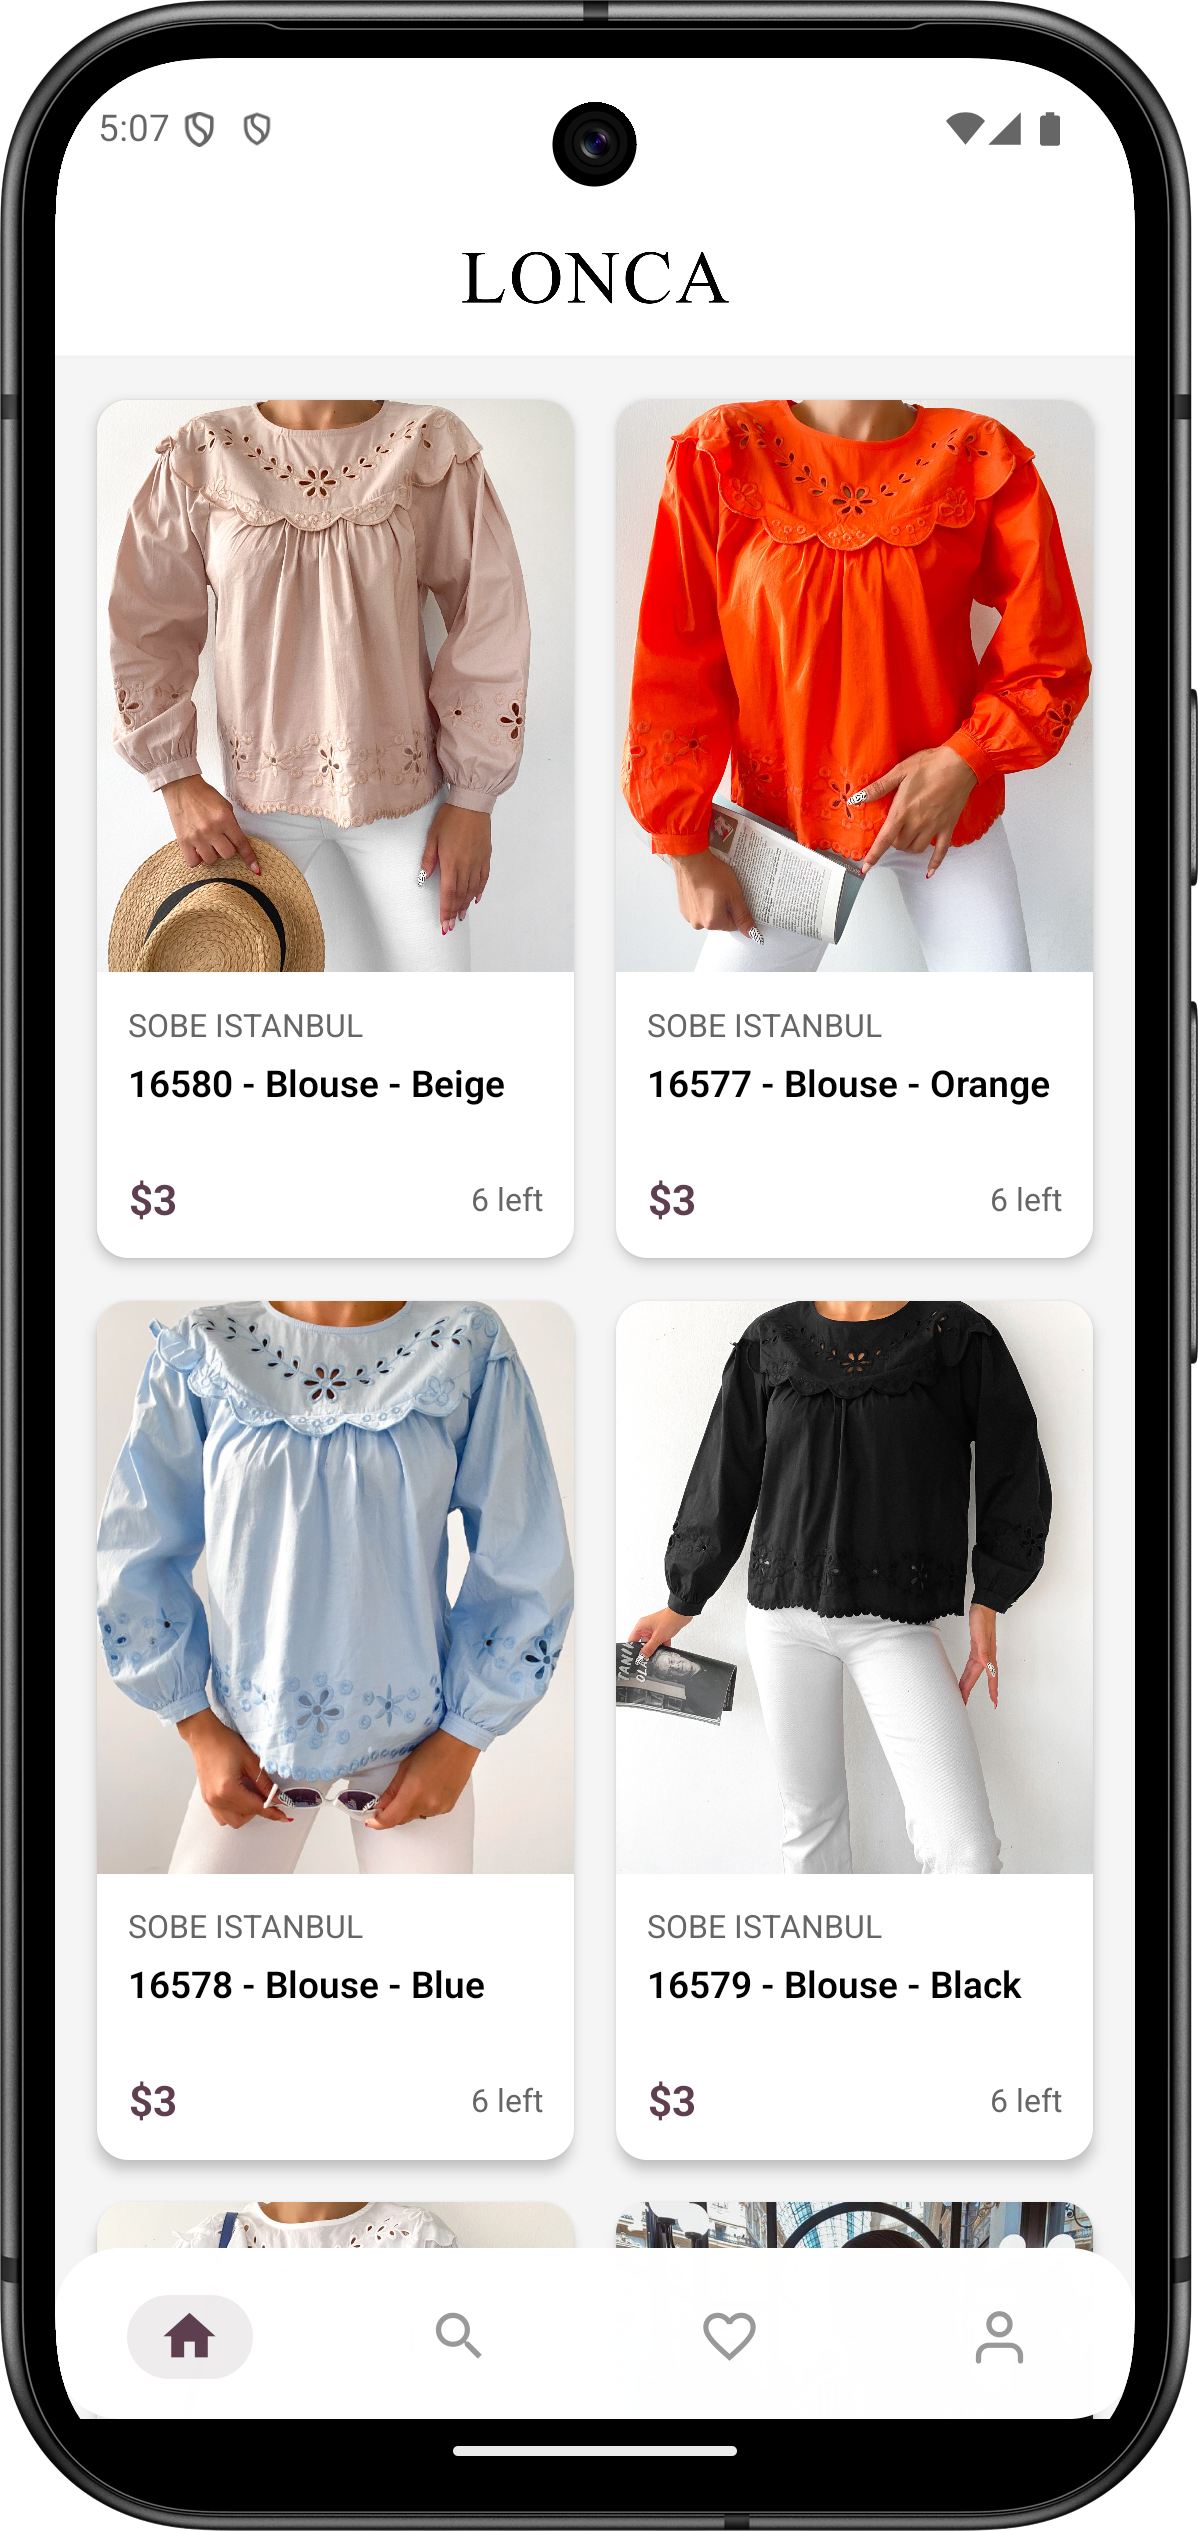 5:07
LONCA
SOBE ISTANBUL
16580 - Blouse - Beige
$3
6 left
SOBE ISTANBUL
16577 - Blouse - Orange
$3
6 left
SOBE ISTANBUL
16578 - Blouse - Blue
$3
6 left
SOBE ISTANBUL
16579 - Blouse - Black
$3
6 left